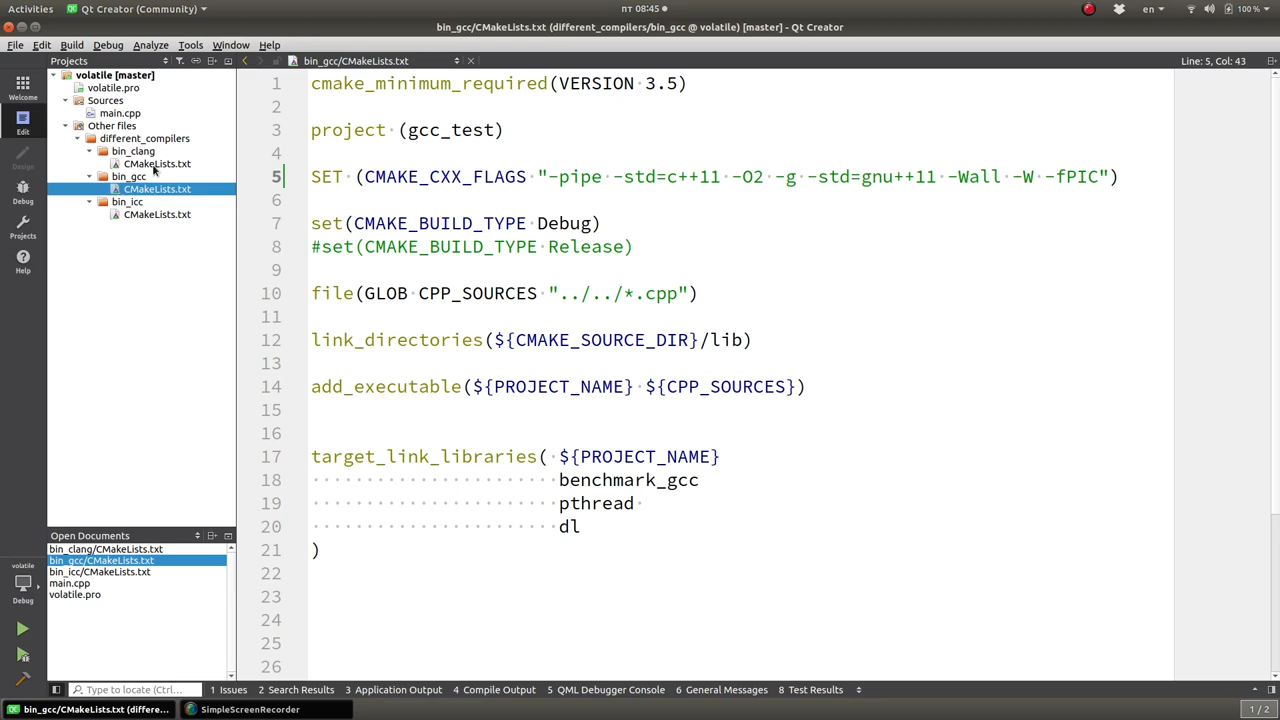 Activities
Qt Creator (Community)
пт 08:45
en
100 %
bin_gcc/CMakeLists.txt (different_compilers/bin_gcc @ volatile) [master] - Qt Creator
File Edit Build Debug Analyze Tools Window Help
Projects
bin_gcc/CMakeLists.txt
Line: 5, Col: 43
Welcome
Edit
Design
Debug
Projects
Help
volatile [master]
volatile.pro
Sources
main.cpp
Other files
different_compilers
bin_clang
CMakeLists.txt
bin_gcc
CMakeLists.txt
bin_icc
CMakeLists.txt
1 cmake_minimum_required(VERSION 3.5)
2
3 project (gcc_test)
4
5 SET (CMAKE_CXX_FLAGS "-pipe -std=c++11 -O2 -g -std=gnu++11 -Wall -W -fPIC")
6
7 set(CMAKE_BUILD_TYPE Debug)
8 #set(CMAKE_BUILD_TYPE Release)
9
10 file(GLOB CPP_SOURCES "../../*.cpp")
11
12 link_directories(${CMAKE_SOURCE_DIR}/lib)
13
14 add_executable(${PROJECT_NAME} ${CPP_SOURCES})
15
16
17 target_link_libraries( ${PROJECT_NAME}
18 benchmark_gcc
19 pthread
20 dl
21 )
22
23
24
25
26
Open Documents
bin_clang/CMakeLists.txt
bin_gcc/CMakeLists.txt
bin_icc/CMakeLists.txt
main.cpp
volatile.pro
volatile
Debug
Type to locate (Ctrl...
1 Issues 2 Search Results 3 Application Output 4 Compile Output 5 QML Debugger Console 6 General Messages 8 Test Results
bin_gcc/CMakeLists.txt (differe...
SimpleScreenRecorder
1 / 2